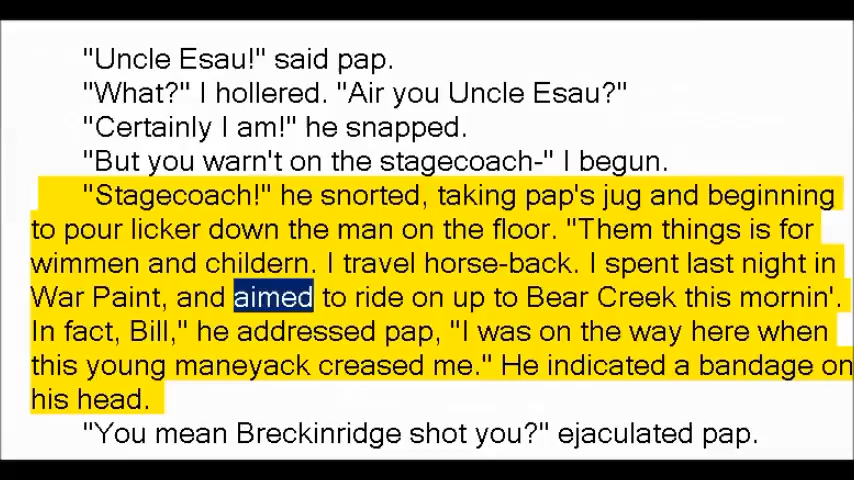 "Uncle Esau!" said pap.
"What?" I hollered. "Air you Uncle Esau?"
"Certainly I am!" he snapped.
"But you warn't on the stagecoach-" I begun.
"Stagecoach!" he snorted, taking pap's jug and beginning
to pour licker down the man on the floor. "Them things is for
wimmen and childern. I travel horse-back. I spent last night in
War Paint, and aimed to ride on up to Bear Creek this mornin'.
In fact, Bill," he addressed pap, "I was on the way here when
this young maneyack creased me." He indicated a bandage on
his head.
"You mean Breckinridge shot you?" ejaculated pap.